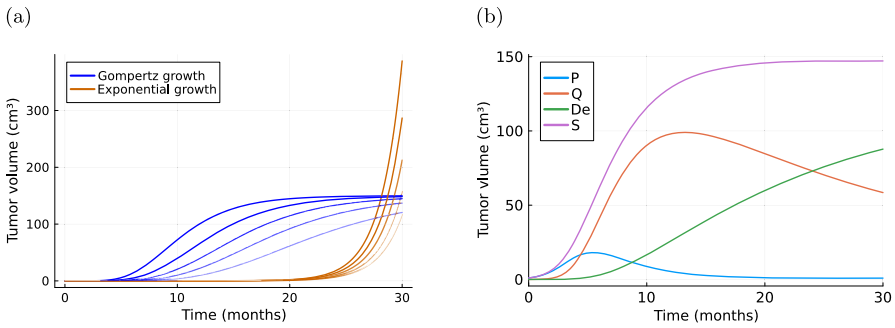 (a)
Gompertz growth
Exponential growth
Tumor volume (cm³)
300
200
100
0
0 10 20 30
Time (months)
(b)
P
Q
De
S
Tumor vlume (cm³)
150
100
50
0
0 10 20 30
Time (months)